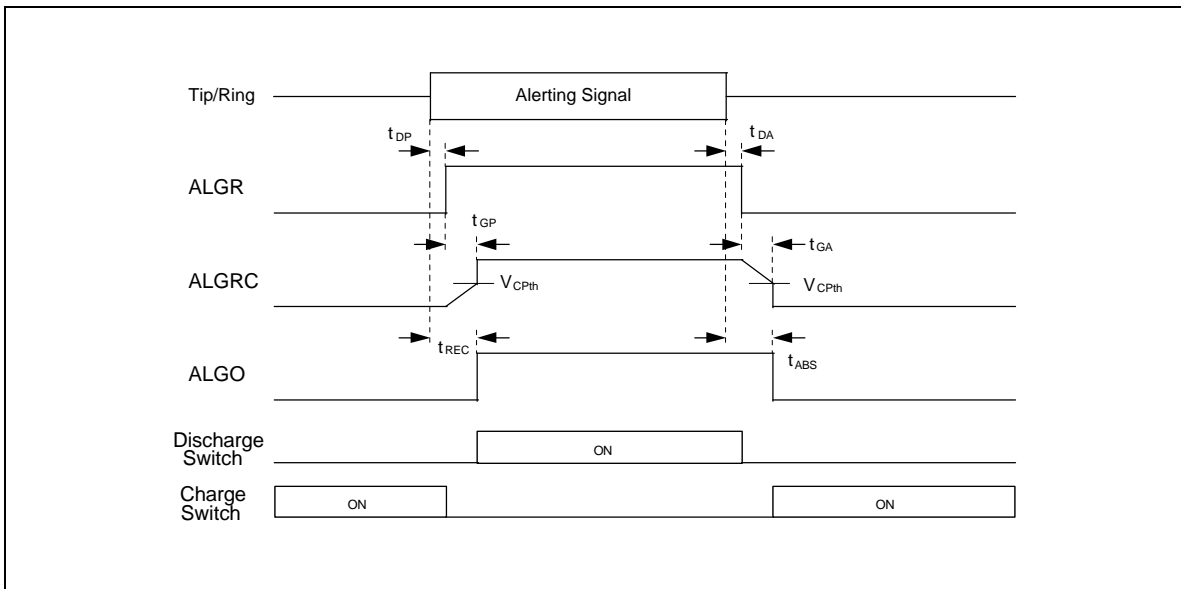 Tip/Ring
Alerting Signal
tDP
tDA
ALGR
tGP
tGA
ALGRC
VCPth
VCPth
tREC
tABS
ALGO
Discharge
Switch
ON
Charge
Switch
ON
ON